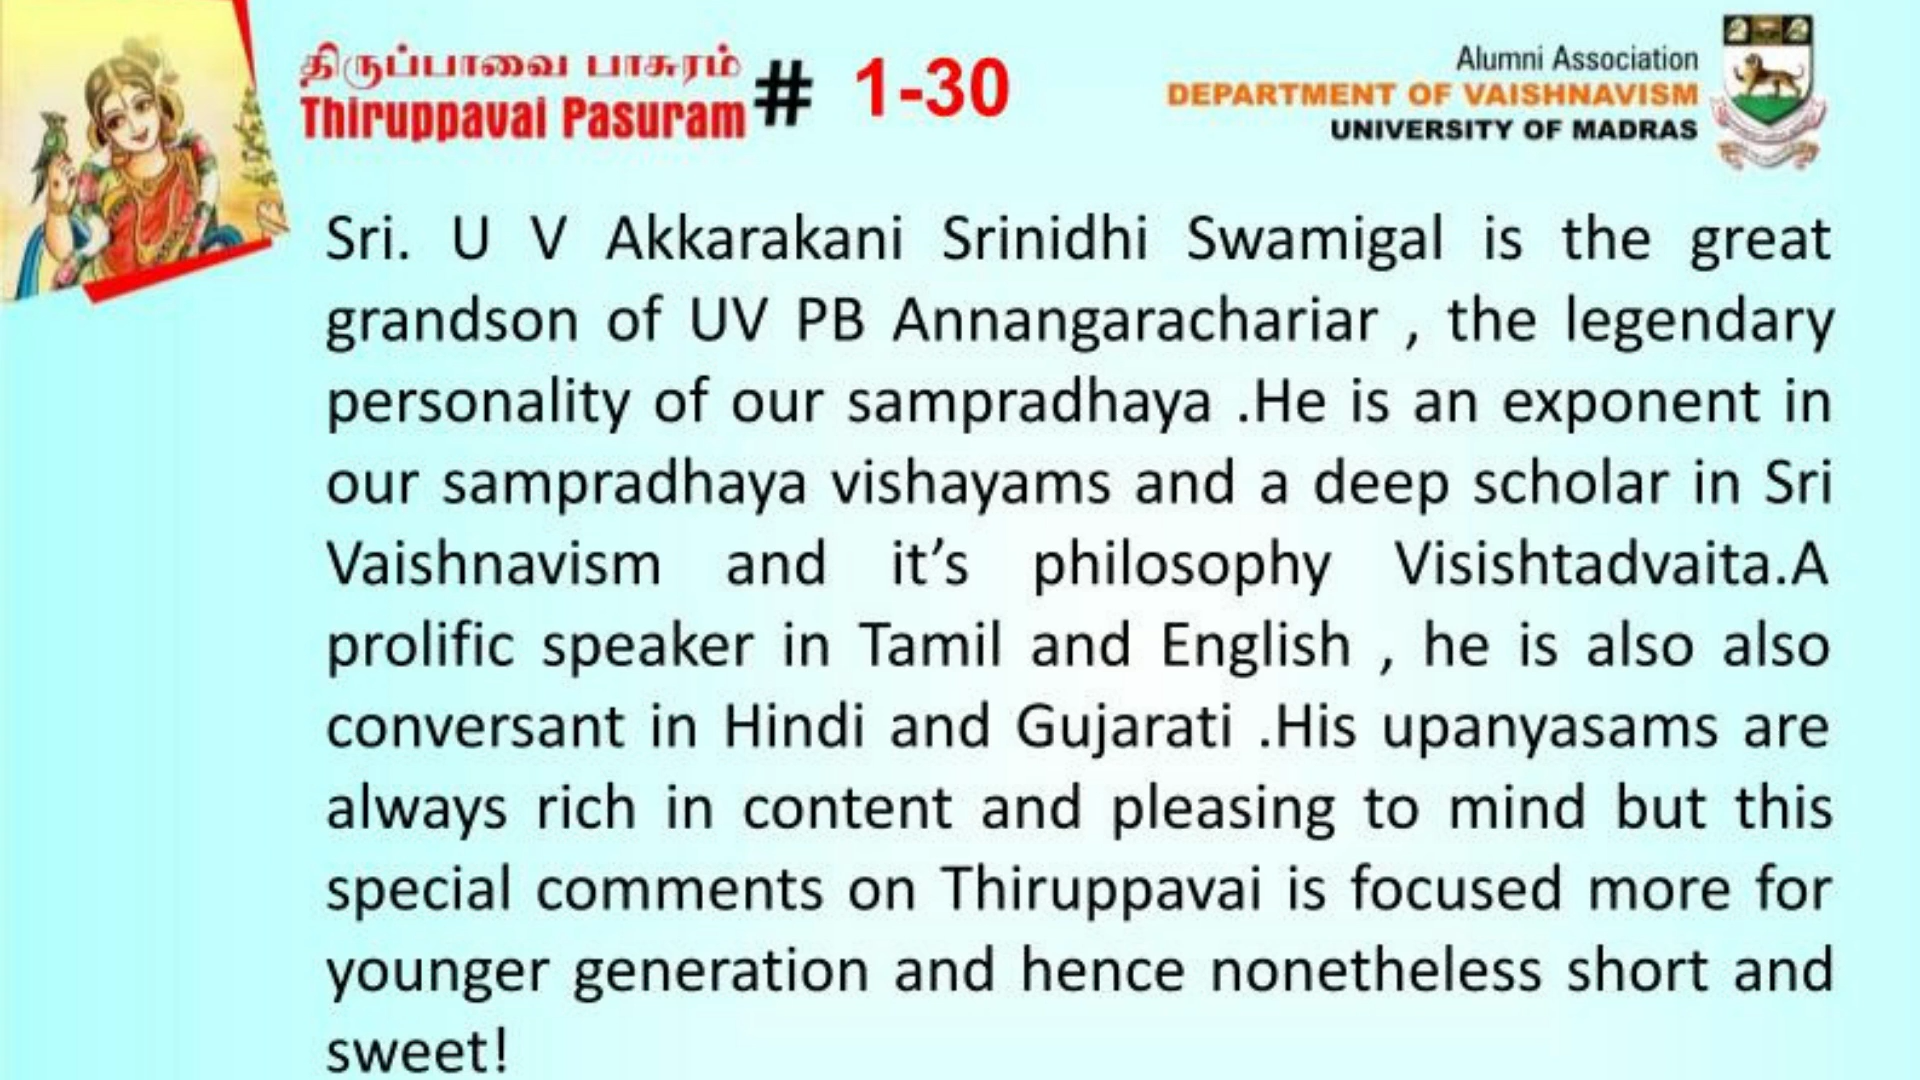 திருப்பாவை பாசுரம்
Thiruppavai Pasuram # 1-30
Alumni Association
DEPARTMENT OF VAISHNAVISM
UNIVERSITY OF MADRAS
Sri. U V Akkarakani Srinidhi Swamigal is the great
grandson of UV PB Annangarachariar , the legendary
personality of our sampradhaya .He is an exponent in
our sampradhaya vishayams and a deep scholar in Sri
Vaishnavism and it’s philosophy Visishtadvaita.A
prolific speaker in Tamil and English , he is also also
conversant in Hindi and Gujarati .His upanyasams are
always rich in content and pleasing to mind but this
special comments on Thiruppavai is focused more for
younger generation and hence nonetheless short and
sweet!